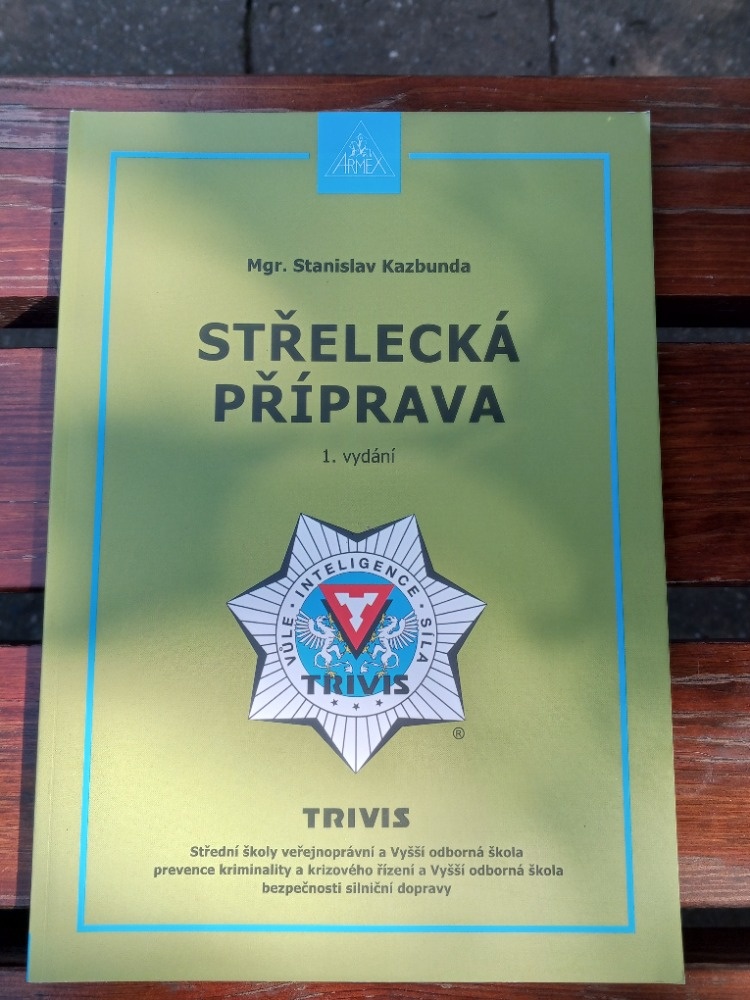 ARMEX
Mgr. Stanislav Kazbunda
STŘELECKÁ
PŘÍPRAVA
1. vydání
VŮLE · INTELIGENCE · SÍLA
TRIVIS
®
TRIVIS
Střední školy veřejnoprávní a Vyšší odborná škola
prevence kriminality a krizového řízení a Vyšší odborná škola
bezpečnosti silniční dopravy